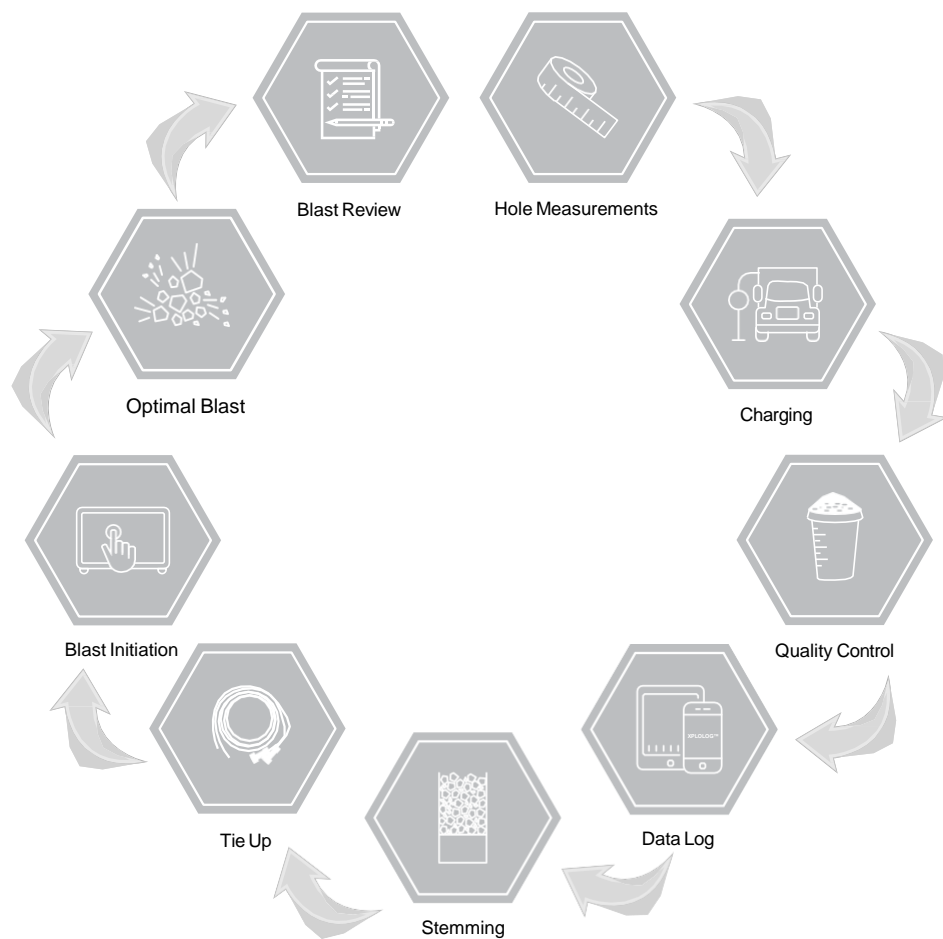 Blast Review
Hole Measurements
Optimal Blast
Charging
Blast Initiation
Quality Control
Tie Up
Data Log
Stemming